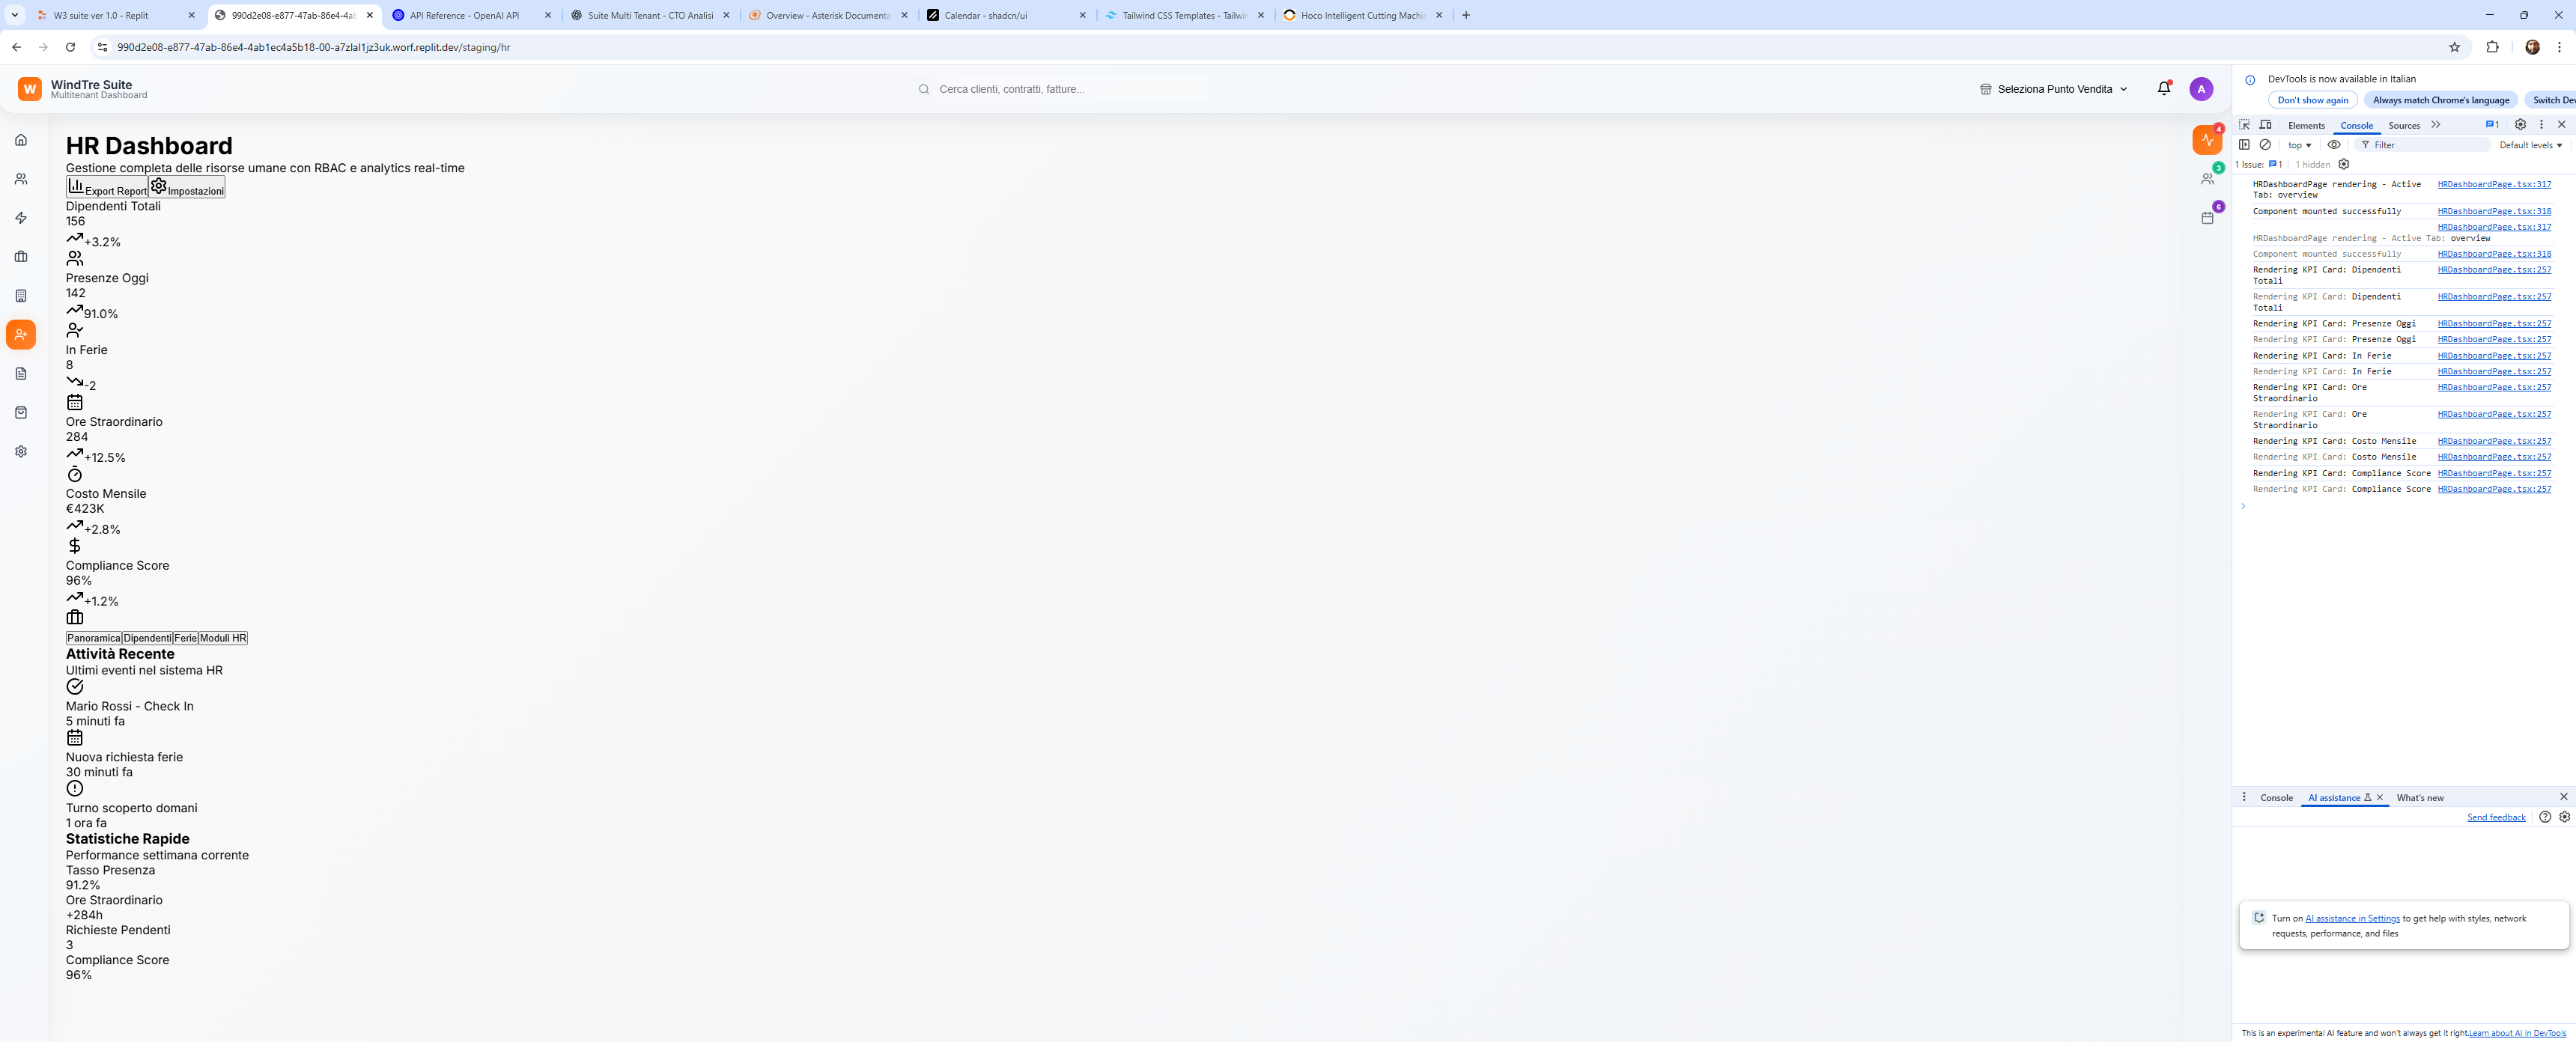 W3 suite ver 1.0 - Replit
990d2e08-e877-47ab-86e4-4ab
API Reference - OpenAI API
Suite Multi Tenant - CTO Analisi
Overview - Asterisk Documenta
Calendar - shadcn/ui
Tailwind CSS Templates - Tailwi
Hoco Intelligent Cutting Machi
990d2e08-e877-47ab-86e4-4ab1ec4a5b18-00-a7zlal1jz3uk.worf.replit.dev/staging/hr
W
WindTre Suite
Multitenant Dashboard
Cerca clienti, contratti, fatture...
Seleziona Punto Vendita
A
4
3
6
HR Dashboard
Gestione completa delle risorse umane con RBAC e analytics real-time
Export Report Impostazioni
Dipendenti Totali
156
+3.2%
Presenze Oggi
142
91.0%
In Ferie
8
-2
Ore Straordinario
284
+12.5%
Costo Mensile
€423K
+2.8%
Compliance Score
96%
+1.2%
Panoramica Dipendenti Ferie Moduli HR
Attività Recente
Ultimi eventi nel sistema HR
Mario Rossi - Check In
5 minuti fa
Nuova richiesta ferie
30 minuti fa
Turno scoperto domani
1 ora fa
Statistiche Rapide
Performance settimana corrente
Tasso Presenza
91.2%
Ore Straordinario
+284h
Richieste Pendenti
3
Compliance Score
96%
DevTools is now available in Italian
Don't show again Always match Chrome's language Switch Dev
Elements Console Sources 1
top Filter Default levels
1 Issue: 1 1 hidden
HRDashboardPage rendering - Active HRDashboardPage.tsx:317
Tab: overview
Component mounted successfully HRDashboardPage.tsx:318
HRDashboardPage.tsx:317
HRDashboardPage rendering - Active Tab: overview
Component mounted successfully HRDashboardPage.tsx:318
Rendering KPI Card: Dipendenti HRDashboardPage.tsx:257
Totali
Rendering KPI Card: Dipendenti HRDashboardPage.tsx:257
Totali
Rendering KPI Card: Presenze Oggi HRDashboardPage.tsx:257
Rendering KPI Card: Presenze Oggi HRDashboardPage.tsx:257
Rendering KPI Card: In Ferie HRDashboardPage.tsx:257
Rendering KPI Card: In Ferie HRDashboardPage.tsx:257
Rendering KPI Card: Ore HRDashboardPage.tsx:257
Straordinario
Rendering KPI Card: Ore HRDashboardPage.tsx:257
Straordinario
Rendering KPI Card: Costo Mensile HRDashboardPage.tsx:257
Rendering KPI Card: Costo Mensile HRDashboardPage.tsx:257
Rendering KPI Card: Compliance Score HRDashboardPage.tsx:257
Rendering KPI Card: Compliance Score HRDashboardPage.tsx:257
Console AI assistance What's new
Send feedback
Turn on AI assistance in Settings to get help with styles, network
requests, performance, and files
This is an experimental AI feature and won't always get it right. Learn about AI in DevTools